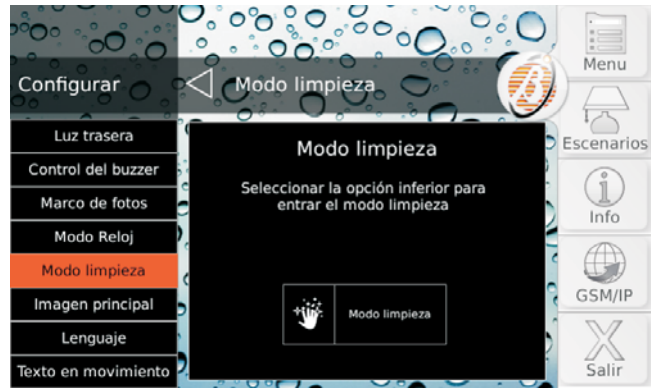 Configurar
Modo limpieza
Luz trasera
Control del buzzer
Marco de fotos
Modo Reloj
Modo limpieza
Imagen principal
Lenguaje
Texto en movimiento
Modo limpieza
Seleccionar la opción inferior para
entrar el modo limpieza
Modo limpieza
B
Menu
Escenarios
i
Info
GSM/IP
X
Salir